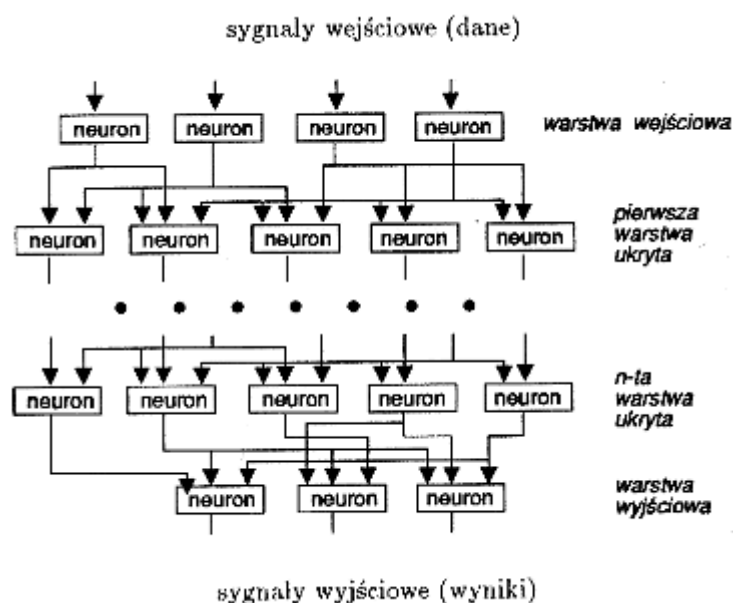 sygnały wejściowe (dane)
neuron neuron neuron neuron warstwa wejściowa
neuron neuron neuron neuron neuron pierwsza
warstwa
ukryta
neuron neuron neuron neuron neuron n-ta
warstwa
ukryta
neuron neuron neuron warstwa
wyjściowa
sygnały wyjściowe (wyniki)